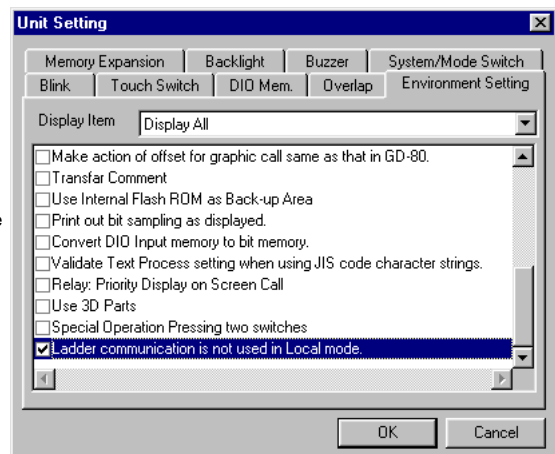 Unit Setting
Memory Expansion Backlight Buzzer System/Mode Switch
Blink Touch Switch DIO Mem. Overlap Environment Setting
Display Item Display All
Make action of offset for graphic call same as that in GD-80.
Transfar Comment
Use Internal Flash ROM as Back-up Area
Print out bit sampling as displayed.
Convert DIO Input memory to bit memory.
Validate Text Process setting when using JIS code character strings.
Relay: Priority Display on Screen Call
Use 3D Parts
Special Operation Pressing two switches
Ladder communication is not used in Local mode.
OK Cancel